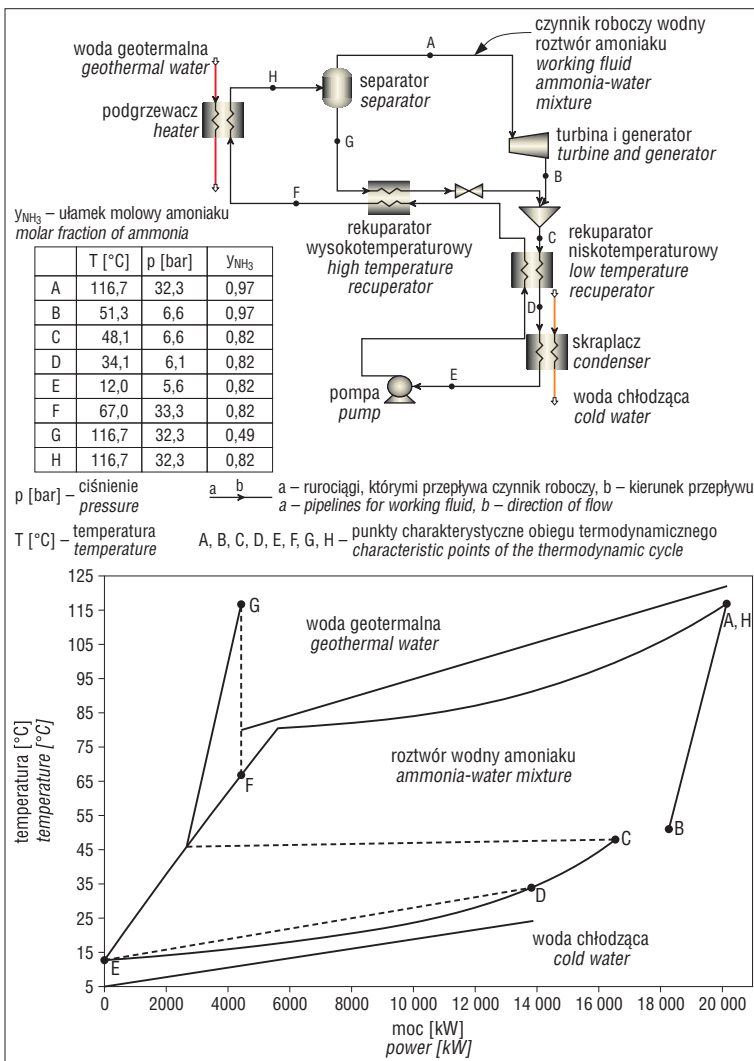 woda geotermalna
geothermal water
podgrzewacz
heater
H
separator
separator
A
czynnik roboczy wodny
roztwór amoniaku
working fluid
ammonia-water
mixture
turbina i generator
turbine and generator
G
B
F
rekuperator
wysokotemperaturowy
high temperature
recuperator
C
rekuperator
niskotemperaturowy
low temperature
recuperator
D
skraplacz
condenser
woda chłodząca
cold water
pompa
pump
E
yNH3 – ułamek molowy amoniaku
molar fraction of ammonia
T [°C] p [bar] yNH3
A 116,7 32,3 0,97
B 51,3 6,6 0,97
C 48,1 6,6 0,82
D 34,1 6,1 0,82
E 12,0 5,6 0,82
F 67,0 33,3 0,82
G 116,7 32,3 0,49
H 116,7 32,3 0,82
p [bar] – ciśnienie
pressure
a b
a – rurociągi, którymi przepływa czynnik roboczy, b – kierunek przepływu
a – pipelines for working fluid, b – direction of flow
T [°C] – temperatura
temperature
A, B, C, D, E, F, G, H – punkty charakterystyczne obiegu termodynamicznego
characteristic points of the thermodynamic cycle
temperatura [°C]
temperature [°C]
125
115
105
95
85
75
65
55
45
35
25
15
5
G
woda geotermalna
geothermal water
A, H
roztwór wodny amoniaku
ammonia-water mixture
F
B
C
D
woda chłodząca
cold water
E
0 2000 4000 6000 8000 10 000 12 000 14 000 16 000 18 000 20 000
moc [kW]
power [kW]